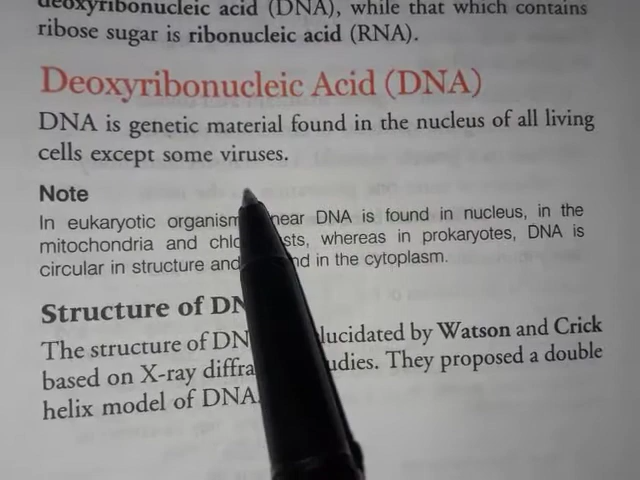 deoxyribonucleic acid (DNA), while that which contains
ribose sugar is ribonucleic acid (RNA).
Deoxyribonucleic Acid (DNA)
DNA is genetic material found in the nucleus of all living
cells except some viruses.
Note
In eukaryotic organism near DNA is found in nucleus, in the
mitochondria and chlo sts, whereas in prokaryotes, DNA is
circular in structure and nd in the cytoplasm.
Structure of DN
The structure of DN lucidated by Watson and Crick
based on X-ray diffra udies. They proposed a double
helix model of DNA.